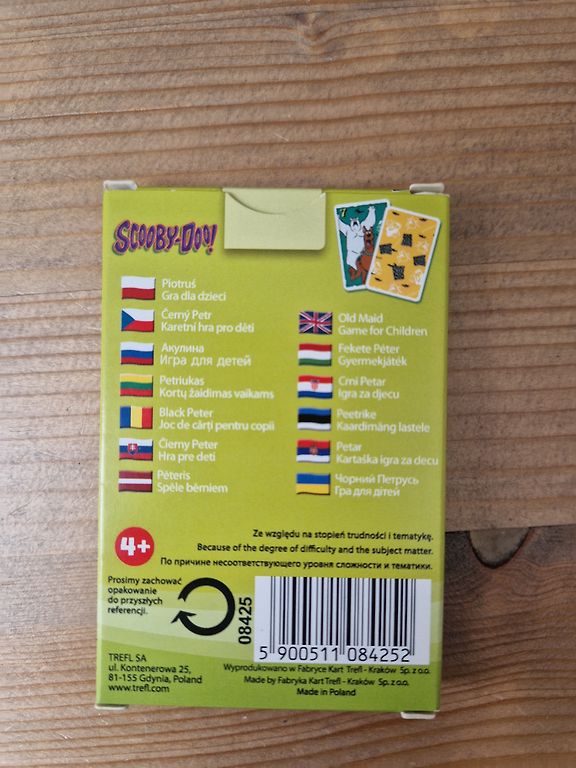 SCOOBY-DOO!
Piotruś
Gra dla dzieci
Černý Petr
Karetní hra pro děti
Акулина
Игра для детей
Petriukas
Kortų žaidimas vaikams
Black Peter
Joc de cărţi pentru copii
Čierny Peter
Hra pre deti
Pēteris
Spēle bērniem
Old Maid
Game for Children
Fekete Péter
Gyermekjáték
Crni Petar
Igra za djecu
Peetrike
Kaardimäng lastele
Petar
Kartaška igra za decu
Чорний Петрусь
Гра для дітей
4+
Ze względu na stopień trudności i tematykę.
Because of the degree of difficulty and the subject matter.
По причине несоответствующего уровня сложности и тематики.
Prosimy zachować
opakowanie
do przyszłych
referencji.
08425
5 900511 084252
TREFL SA
ul. Kontenerowa 25,
81-155 Gdynia, Poland
www.trefl.com
Wyprodukowano w Fabryce Kart Trefl - Kraków Sp. z o.o.
Made by Fabryka Kart Trefl - Kraków Sp. z o.o.
Made in Poland